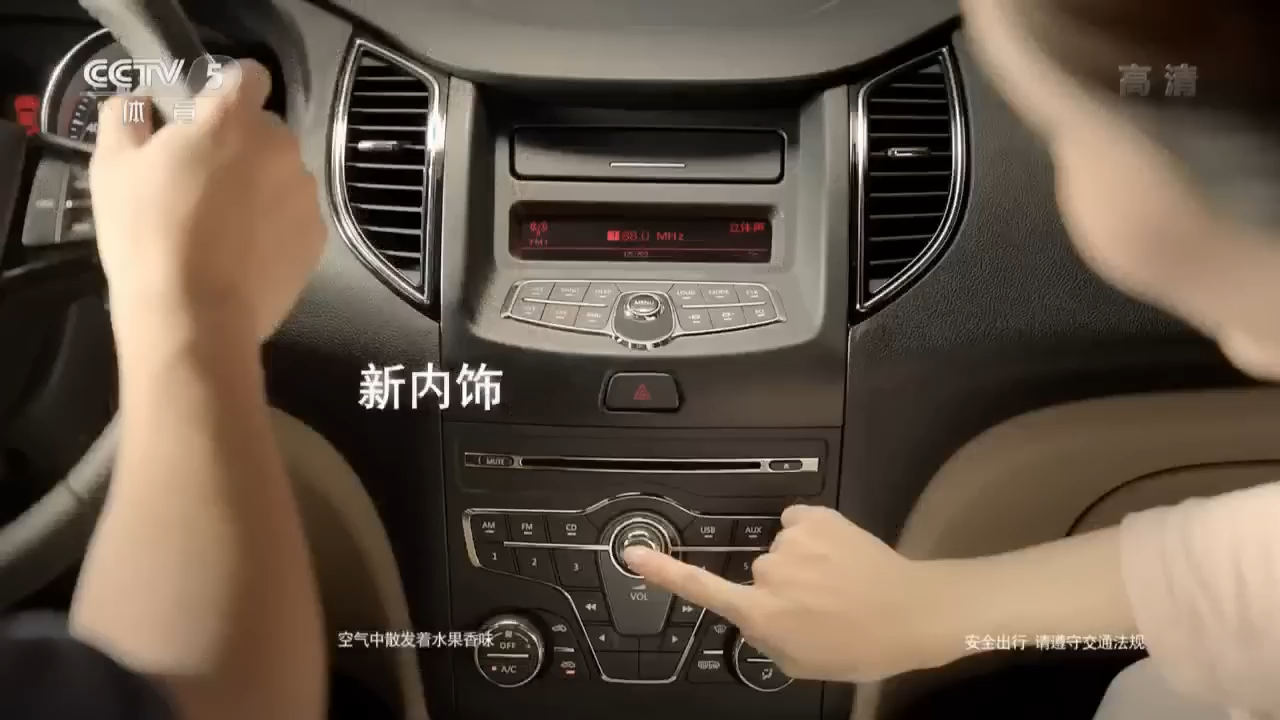 CCTV 5
体育
高清
立体声
FM1
88.0 MHz
MENU
新内饰
MUTE
AM FM CD USB AUX
1 2 3 5
VOL
OFF
A/C
空气中散发着水果香味
安全出行 请遵守交通法规